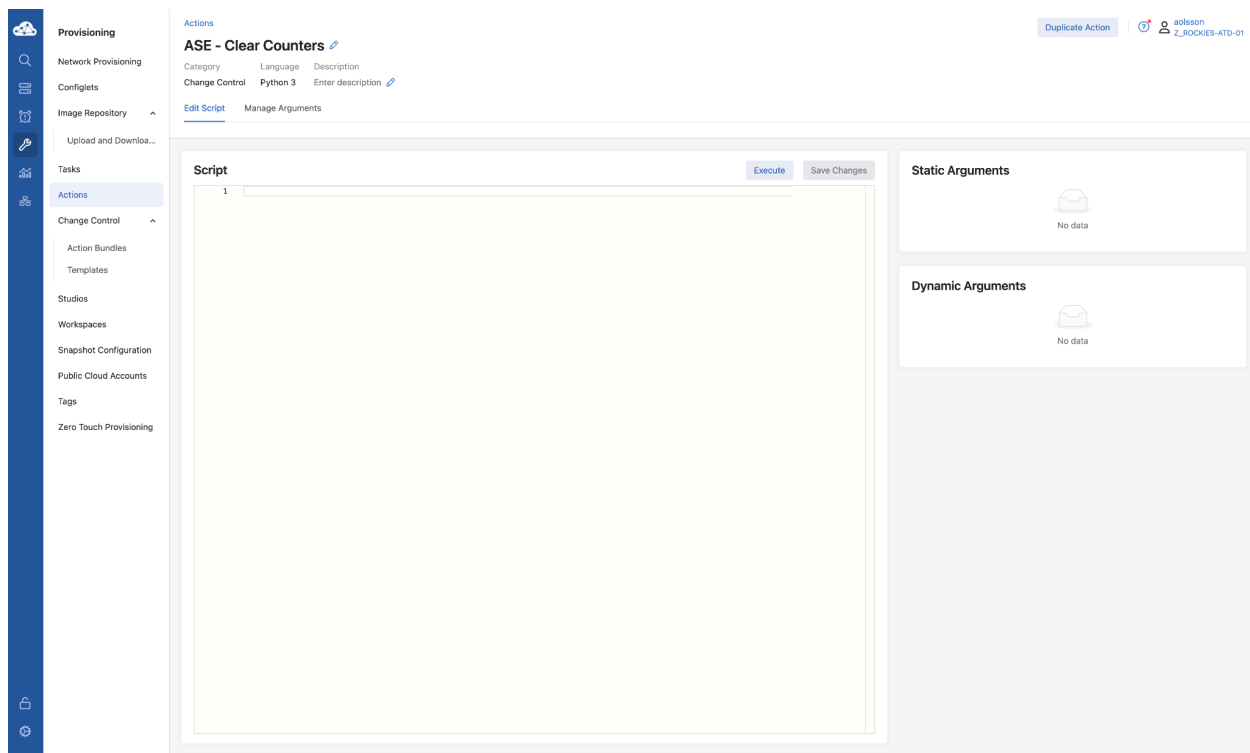 Provisioning
Network Provisioning
Configlets
Image Repository
Upload and Downloa...
Tasks
Actions
Change Control
Action Bundles
Templates
Studios
Workspaces
Snapshot Configuration
Public Cloud Accounts
Tags
Zero Touch Provisioning
Actions
ASE - Clear Counters
Category Language Description
Change Control Python 3 Enter description
Edit Script Manage Arguments
Duplicate Action
aolsson
Z_ROCKIES-ATD-01
Script
Execute Save Changes
1
Static Arguments
No data
Dynamic Arguments
No data